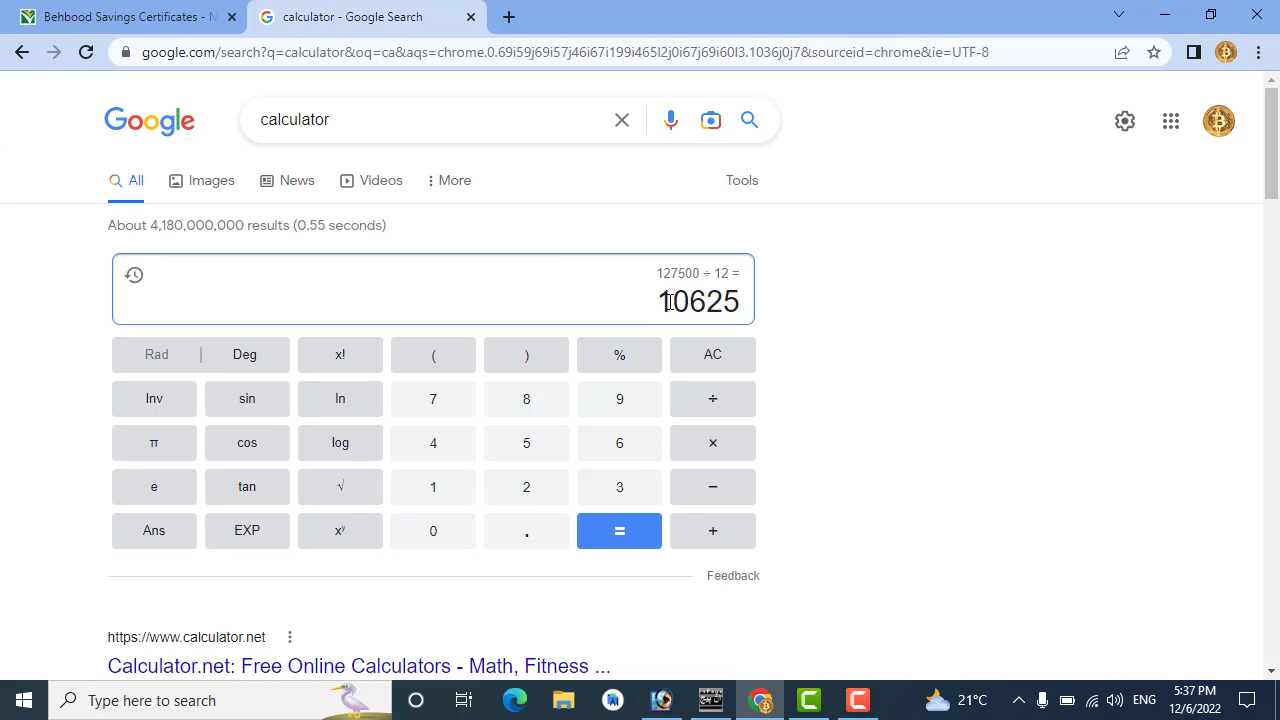 Behbood Savings Certificates - N
calculator - Google Search
google.com/search?q=calculator&oq=ca&aqs=chrome.0.69i59j69i57j46i67i199i465l2j0i67j69i60l3.1036j0j7&sourceid=chrome&ie=UTF-8
Google
calculator
All Images News Videos More Tools
About 4,180,000,000 results (0.55 seconds)
127500 ÷ 12 =
10625
Rad | Deg x! ( ) % AC
Inv sin ln 7 8 9 ÷
π cos log 4 5 6 ×
e tan √ 1 2 3 −
Ans EXP xʸ 0 . = +
Feedback
https://www.calculator.net
Calculator.net: Free Online Calculators - Math, Fitness ...
Type here to search
21°C
ENG
5:37 PM
12/6/2022